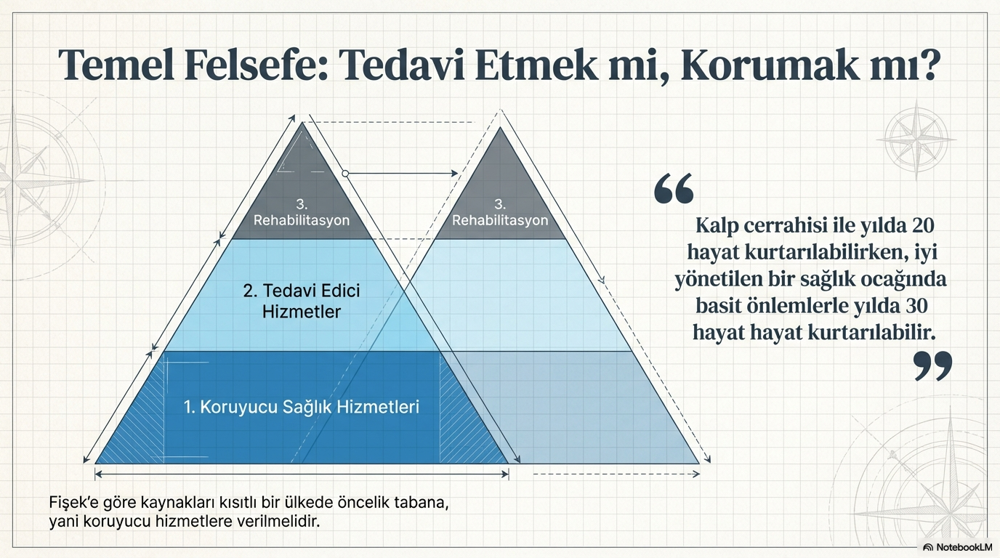 Temel Felsefe: Tedavi Etmek mi, Korumak mı?
3.
Rehabilitasyon
2. Tedavi Edici
Hizmetler
1. Koruyucu Sağlık Hizmetleri
3.
Rehabilitasyon
“
Kalp cerrahisi ile yılda 20
hayat kurtarılabilirken, iyi
yönetilen bir sağlık ocağında
basit önlemlerle yılda 30
hayat hayat kurtarılabilir.
”
Fişek’e göre kaynakları kısıtlı bir ülkede öncelik tabana,
yani koruyucu hizmetlere verilmelidir.
NotebookLM